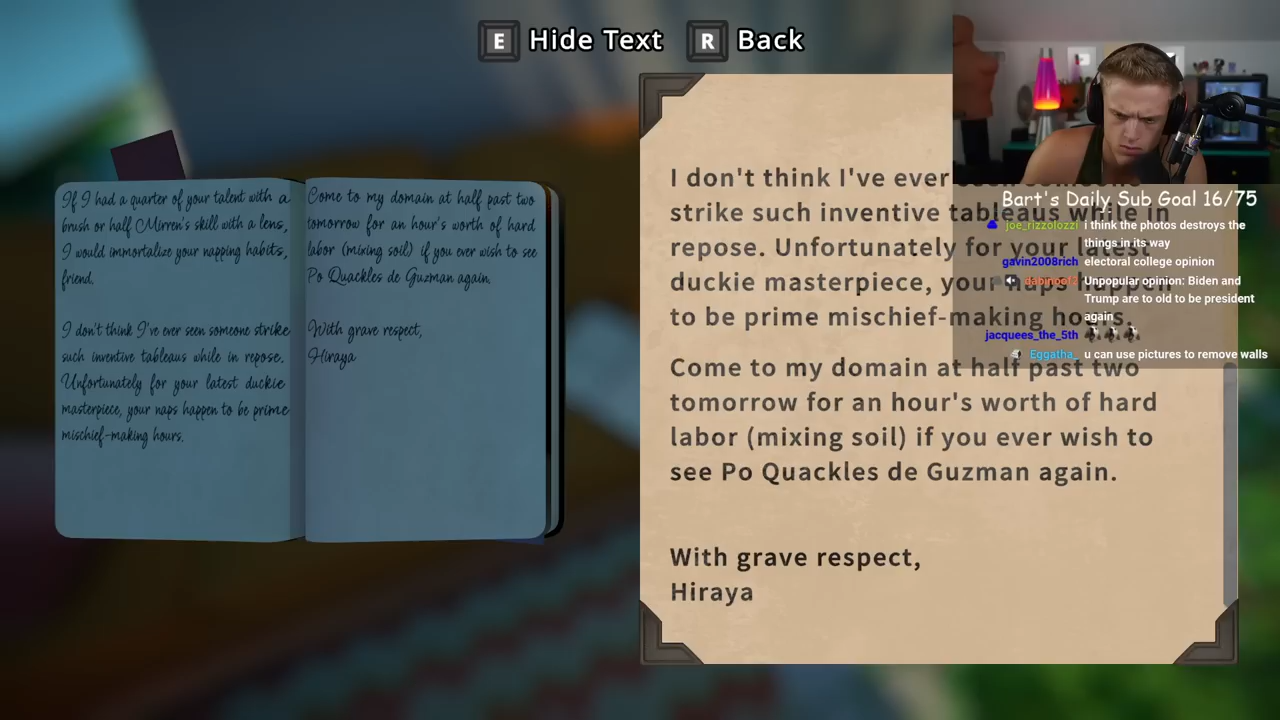 E Hide Text R Back
If I had a quarter of your talent with a
brush or half Mirren's skill with a lens,
I would immortalize your napping habits,
friend.
I don't think I've ever seen someone strike
such inventive tableaus while in repose.
Unfortunately for your latest duckie
masterpiece, your naps happen to be prime
mischief-making hours.
Come to my domain at half past two
tomorrow for an hour's worth of hard
labor (mixing soil) if you ever wish to see
Po Quackles de Guzman again.
With grave respect,
Hiraya
I don't think I've ever
strike such inventive tableaus while in
repose. Unfortunately for your latest
duckie masterpiece, your naps happen
to be prime mischief-making hours.
Come to my domain at half past two
tomorrow for an hour's worth of hard
labor (mixing soil) if you ever wish to
see Po Quackles de Guzman again.
With grave respect,
Hiraya
Bart's Daily Sub Goal 16/75
joe_rizzolozzi i think the photos destroys the
things in its way
gavin2008rich electoral college opinion
Unpopular opinion: Biden and
Trump are to old to be president
again
jacquees_the_5th
Eggatha_ u can use pictures to remove walls